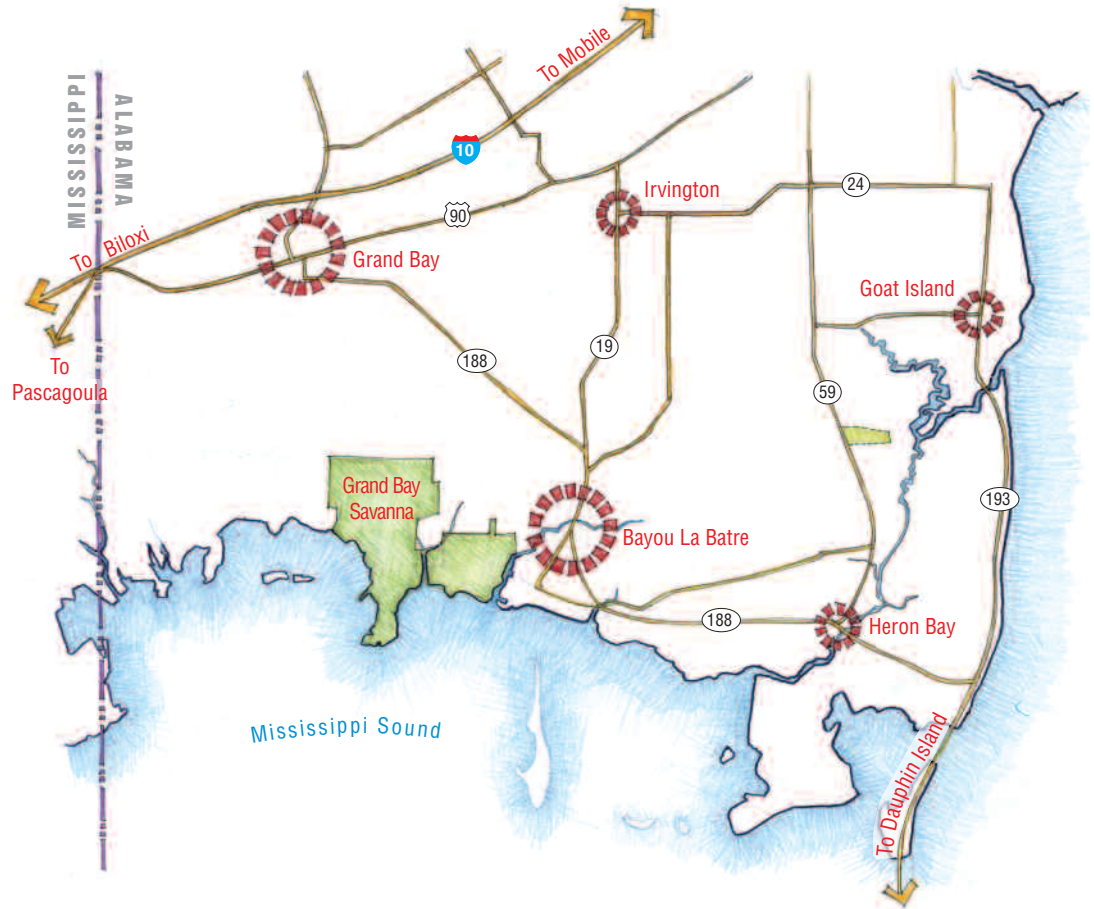 To Mobile
MISSISSIPPI
ALABAMA
10
Irvington
24
90
To Biloxi
Grand Bay
Goat Island
19
188
To
Pascagoula
59
Grand Bay
Savanna
193
Bayou La Batre
188
Heron Bay
Mississippi Sound
To Dauphin Island